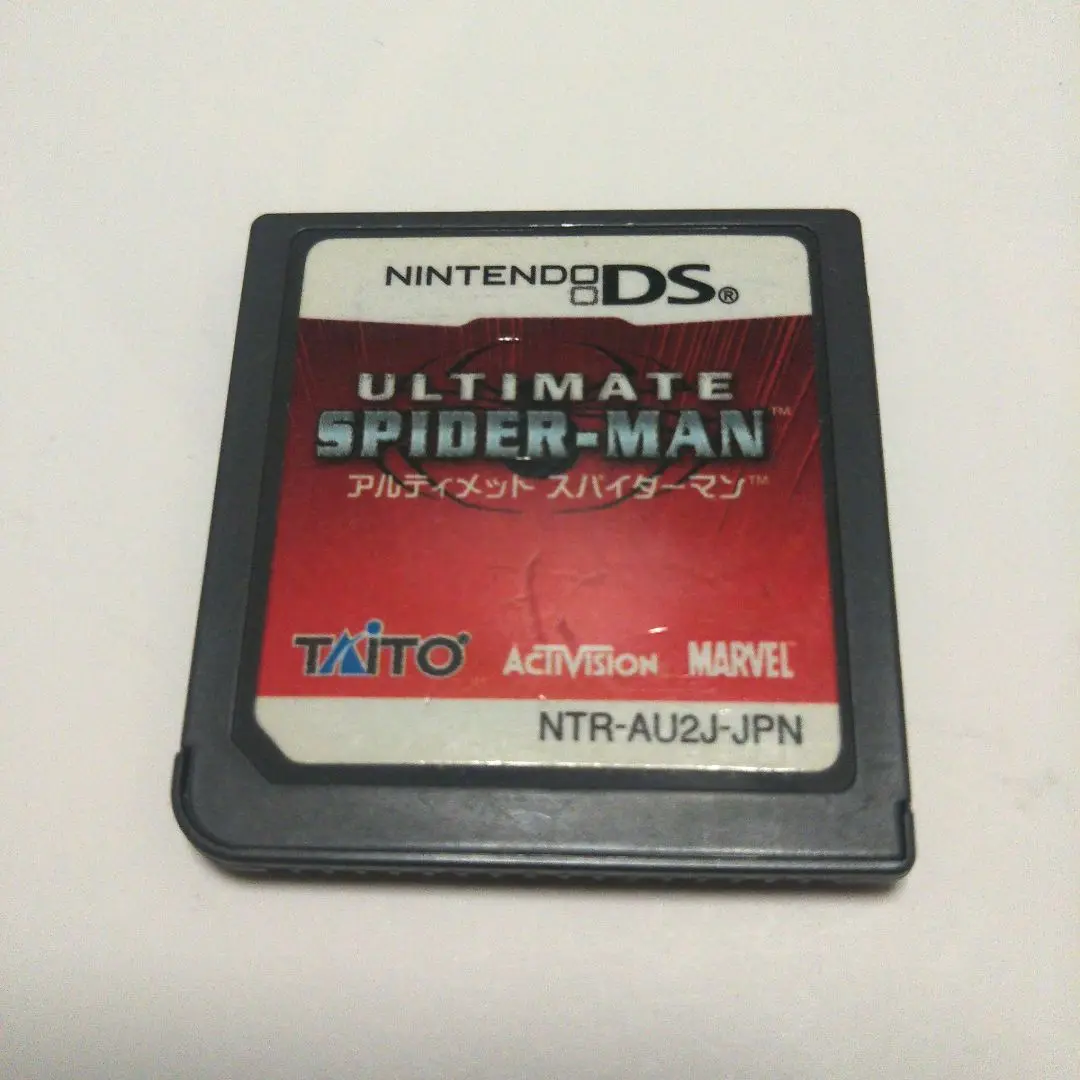 NINTENDO DS®
ULTIMATE
SPIDER-MAN™
アルティメット スパイダーマン™
TAITO ACTIVISION MARVEL
NTR-AU2J-JPN